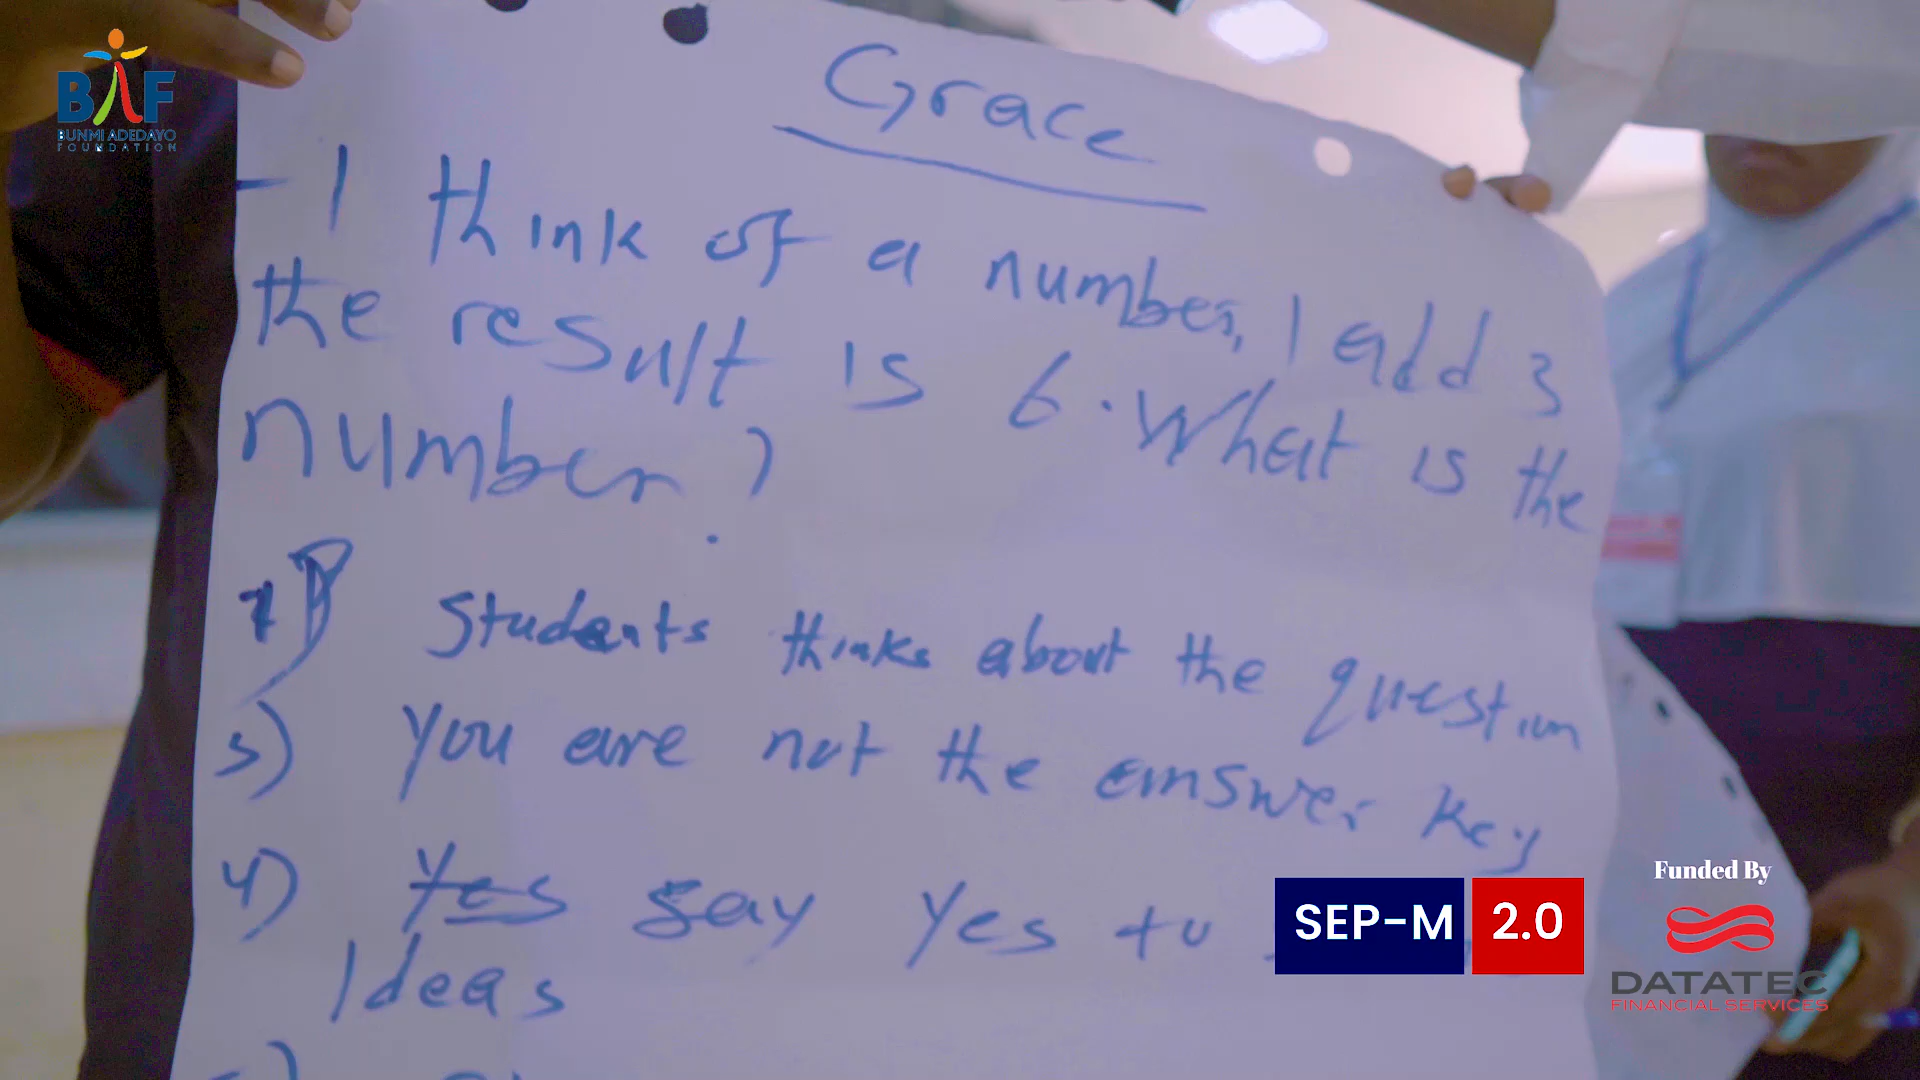 BAF
BUNMI ADEDAYO
FOUNDATION
Grace
- I think of a number, I add 3
the result is 6. What is the
number?
Students thinks about the question
3) You are not the answer key
4) Yes say yes to
Ideas
Funded By
SEP-M 2.0
DATATEC
FINANCIAL SERVICES